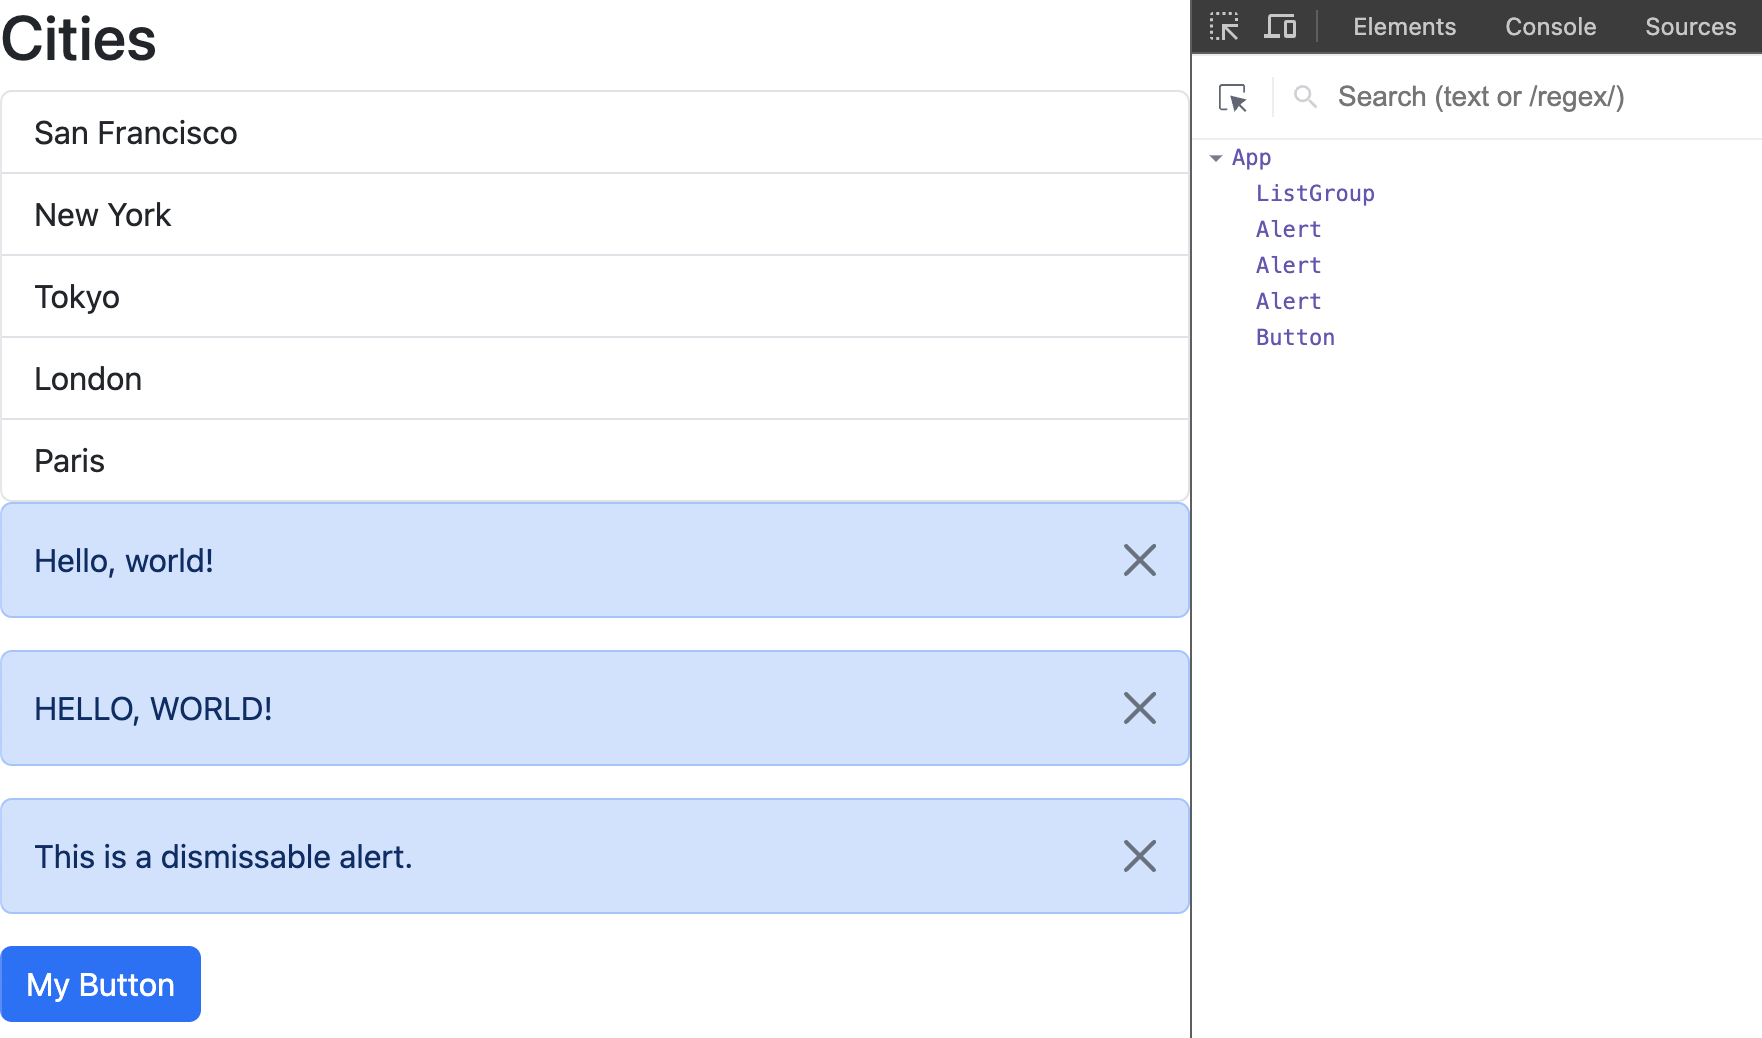 Cities
San Francisco
New York
Tokyo
London
Paris
Hello, world!
HELLO, WORLD!
This is a dismissable alert.
My Button
Elements Console Sources
Search (text or /regex/)
App
ListGroup
Alert
Alert
Alert
Button